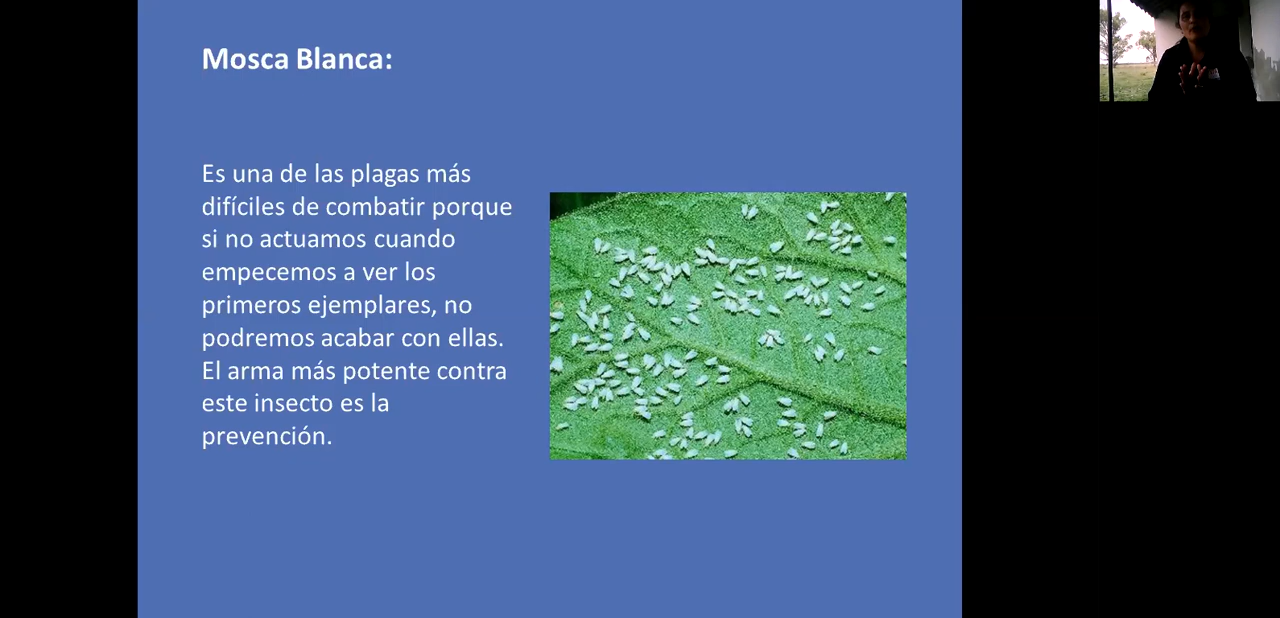 Mosca Blanca:
Es una de las plagas más
difíciles de combatir porque
si no actuamos cuando
empecemos a ver los
primeros ejemplares, no
podremos acabar con ellas.
El arma más potente contra
este insecto es la
prevención.